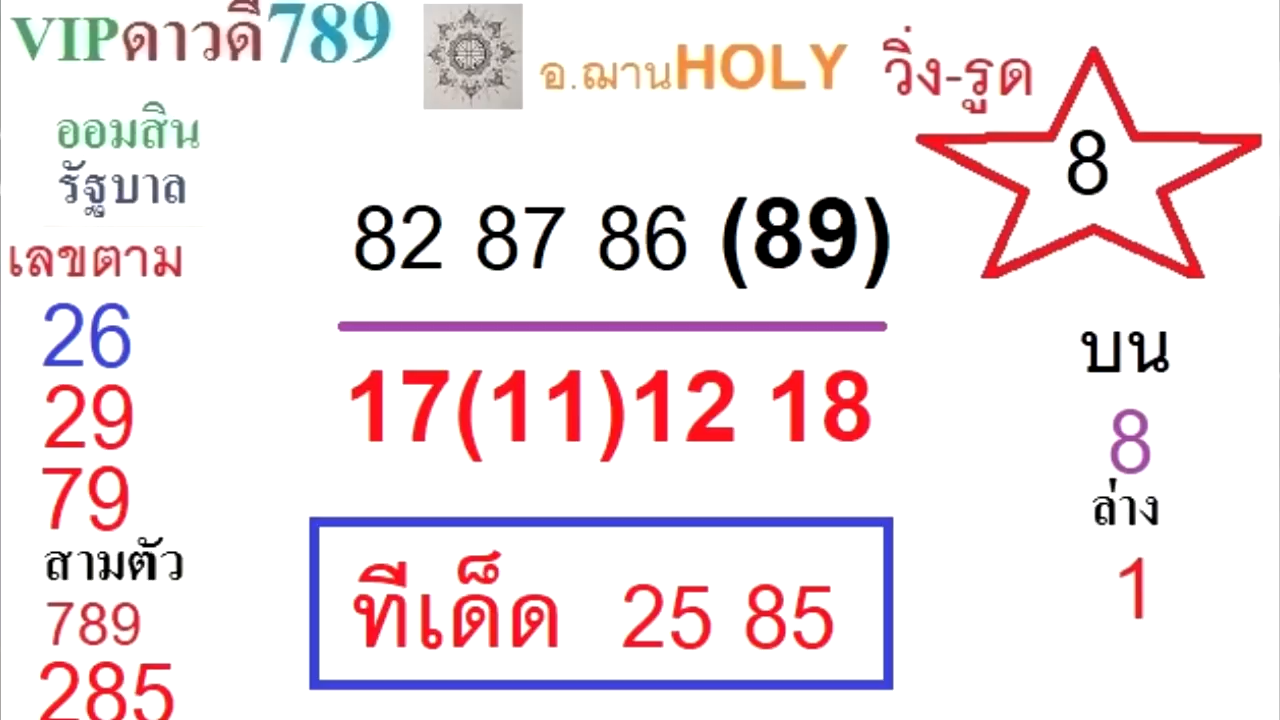 VIPดาวดี789
อ.ฌานHOLY
วิ่ง-รูด
8
ออมสิน
รัฐบาล
เลขตาม
26
29
79
สามตัว
789
285
82 87 86 (89)
17(11)12 18
ทีเด็ด 25 85
บน
8
ล่าง
1